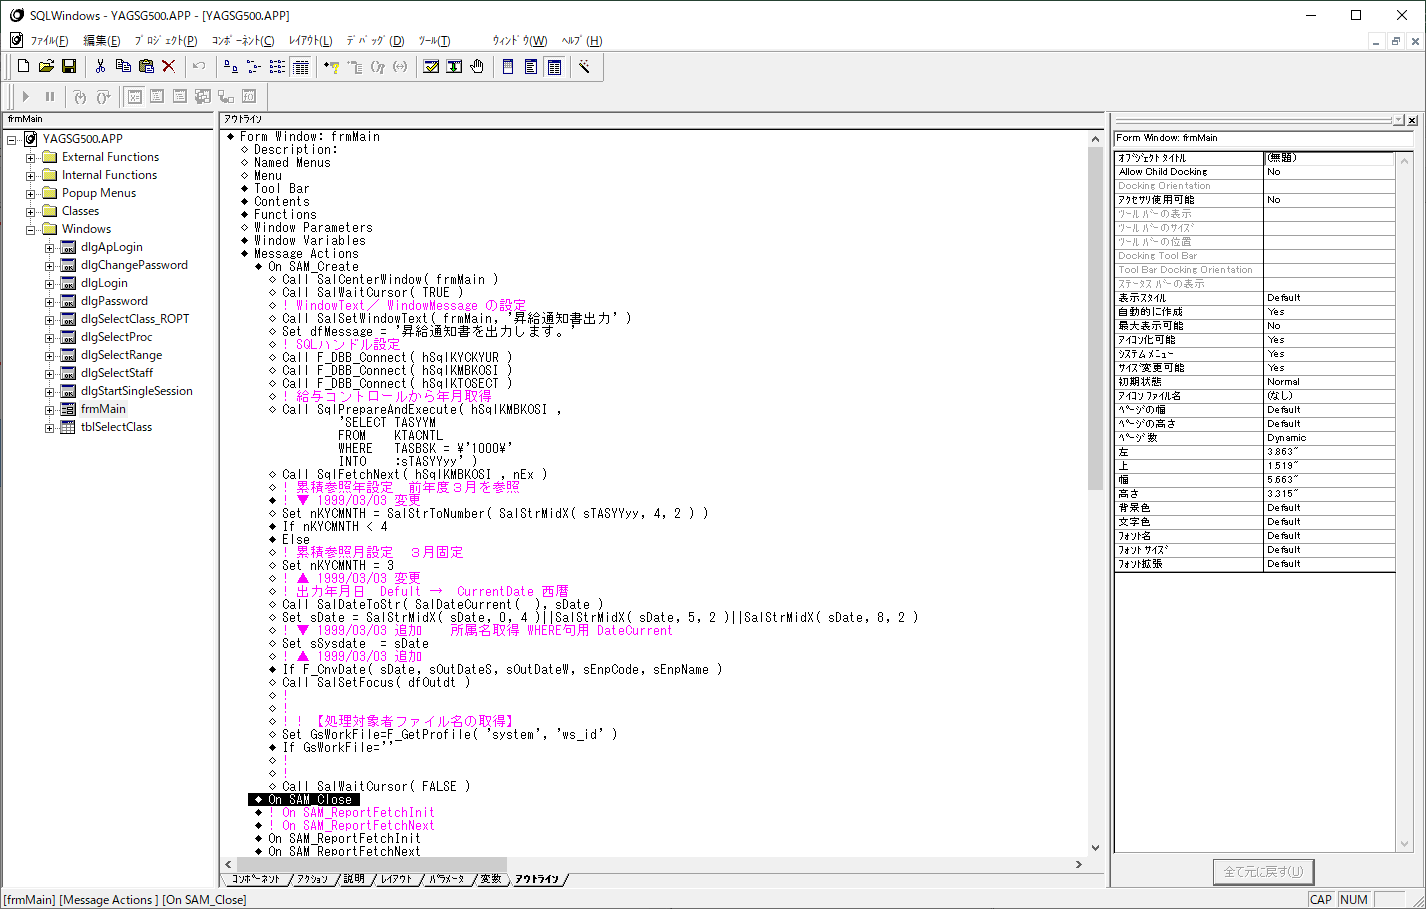 SQLWindows - YAGSG500.APP - [YAGSG500.APP]
ﾌｧｲﾙ(F) 編集(E) ﾌﾟﾛｼﾞｪｸﾄ(P) ｺﾝﾎﾟｰﾈﾝﾄ(C) ﾚｲｱｳﾄ(L) ﾃﾞﾊﾞｯｸﾞ(D) ﾂｰﾙ(T) ｳｨﾝﾄﾞｳ(W) ﾍﾙﾌﾟ(H)
frmMain
YAGSG500.APP
External Functions
Internal Functions
Popup Menus
Classes
Windows
dlgApLogin
dlgChangePassword
dlgLogin
dlgPassword
dlgSelectClass_ROPT
dlgSelectProc
dlgSelectRange
dlgSelectStaff
dlgStartSingleSession
frmMain
tblSelectClass
ｱｳﾄﾗｲﾝ
Form Window: frmMain
Description:
Named Menus
Menu
Tool Bar
Contents
Functions
Window Parameters
Window Variables
Message Actions
On SAM_Create
Call SalCenterWindow( frmMain )
Call SalWaitCursor( TRUE )
! WindowText／ WindowMessage の設定
Call SalSetWindowText( frmMain, '昇給通知書出力' )
Set dfMessage = '昇給通知書を出力します。'
! SQLハンドル設定
Call F_DBB_Connect( hSqlKYCKYUR )
Call F_DBB_Connect( hSqlKMBKOSI )
Call F_DBB_Connect( hSqlKTOSECT )
! 給与コントロールから年月取得
Call SqlPrepareAndExecute( hSqlKMBKOSI ,
'SELECT TASYYM
FROM    KTACNTL
WHERE   TASBSK = ¥'1000¥'
INTO    :sTASYYyy' )
Call SqlFetchNext( hSqlKMBKOSI , nEx )
! 累積参照年設定　前年度３月を参照
! ▼ 1999/03/03 変更
Set nKYCMNTH = SalStrToNumber( SalStrMidX( sTASYYyy, 4, 2 ) )
If nKYCMNTH < 4
Else
! 累積参照月設定　３月固定
Set nKYCMNTH = 3
! ▲ 1999/03/03 変更
! 出力年月日　Defult → CurrentDate 西暦
Call SalDateToStr( SalDateCurrent(  ), sDate )
Set sDate = SalStrMidX( sDate, 0, 4 )||SalStrMidX( sDate, 5, 2 )||SalStrMidX( sDate, 8, 2 )
! ▼ 1999/03/03 追加　　所属名取得 WHERE句用 DateCurrent
Set sSysdate  = sDate
! ▲ 1999/03/03 追加
If F_CnvDate( sDate, sOutDateS, sOutDateW, sEnpCode, sEnpName )
Call SalSetFocus( dfOutdt )
!
!
! ! 【処理対象者ファイル名の取得】
Set GsWorkFile=F_GetProfile( 'system', 'ws_id' )
If GsWorkFile=''
!
!
Call SalWaitCursor( FALSE )
On SAM_Close
! On SAM_ReportFetchInit
! On SAM_ReportFetchNext
On SAM_ReportFetchInit
On SAM_ReportFetchNext
ｺﾝﾎﾟｰﾈﾝﾄ ｱｸｼｮﾝ 説明 ﾚｲｱｳﾄ ﾊﾟﾗﾒｰﾀ 変数 ｱｳﾄﾗｲﾝ
Form Window: frmMain
ｵﾌﾞｼﾞｪｸﾄ ﾀｲﾄﾙ (無題)
Allow Child Docking No
Docking Orientation
ｱｸｾｻﾘ使用可能 No
ﾂｰﾙ ﾊﾞｰの表示
ﾂｰﾙ ﾊﾞｰのｻｲｽﾞ
ﾂｰﾙ ﾊﾞｰの位置
Docking Tool Bar
Tool Bar Docking Orientation
ｽﾃｰﾀｽ ﾊﾞｰの表示
表示ｽﾀｲﾙ Default
自動的に作成 Yes
最大表示可能 No
ｱｲｺﾝ化可能 Yes
ｼｽﾃﾑ ﾒﾆｭｰ Yes
ｻｲｽﾞ変更可能 Yes
初期状態 Normal
ｱｲｺﾝ ﾌｧｲﾙ名 (なし)
ﾍﾟｰｼﾞの幅 Default
ﾍﾟｰｼﾞの高さ Default
ﾍﾟｰｼﾞ数 Dynamic
左 3.863"
上 1.519"
幅 5.663"
高さ 3.315"
背景色 Default
文字色 Default
ﾌｫﾝﾄ名 Default
ﾌｫﾝﾄ ｻｲｽﾞ Default
ﾌｫﾝﾄ拡張 Default
全て元に戻す(U)
[frmMain] [Message Actions ] [On SAM_Close]
CAP NUM